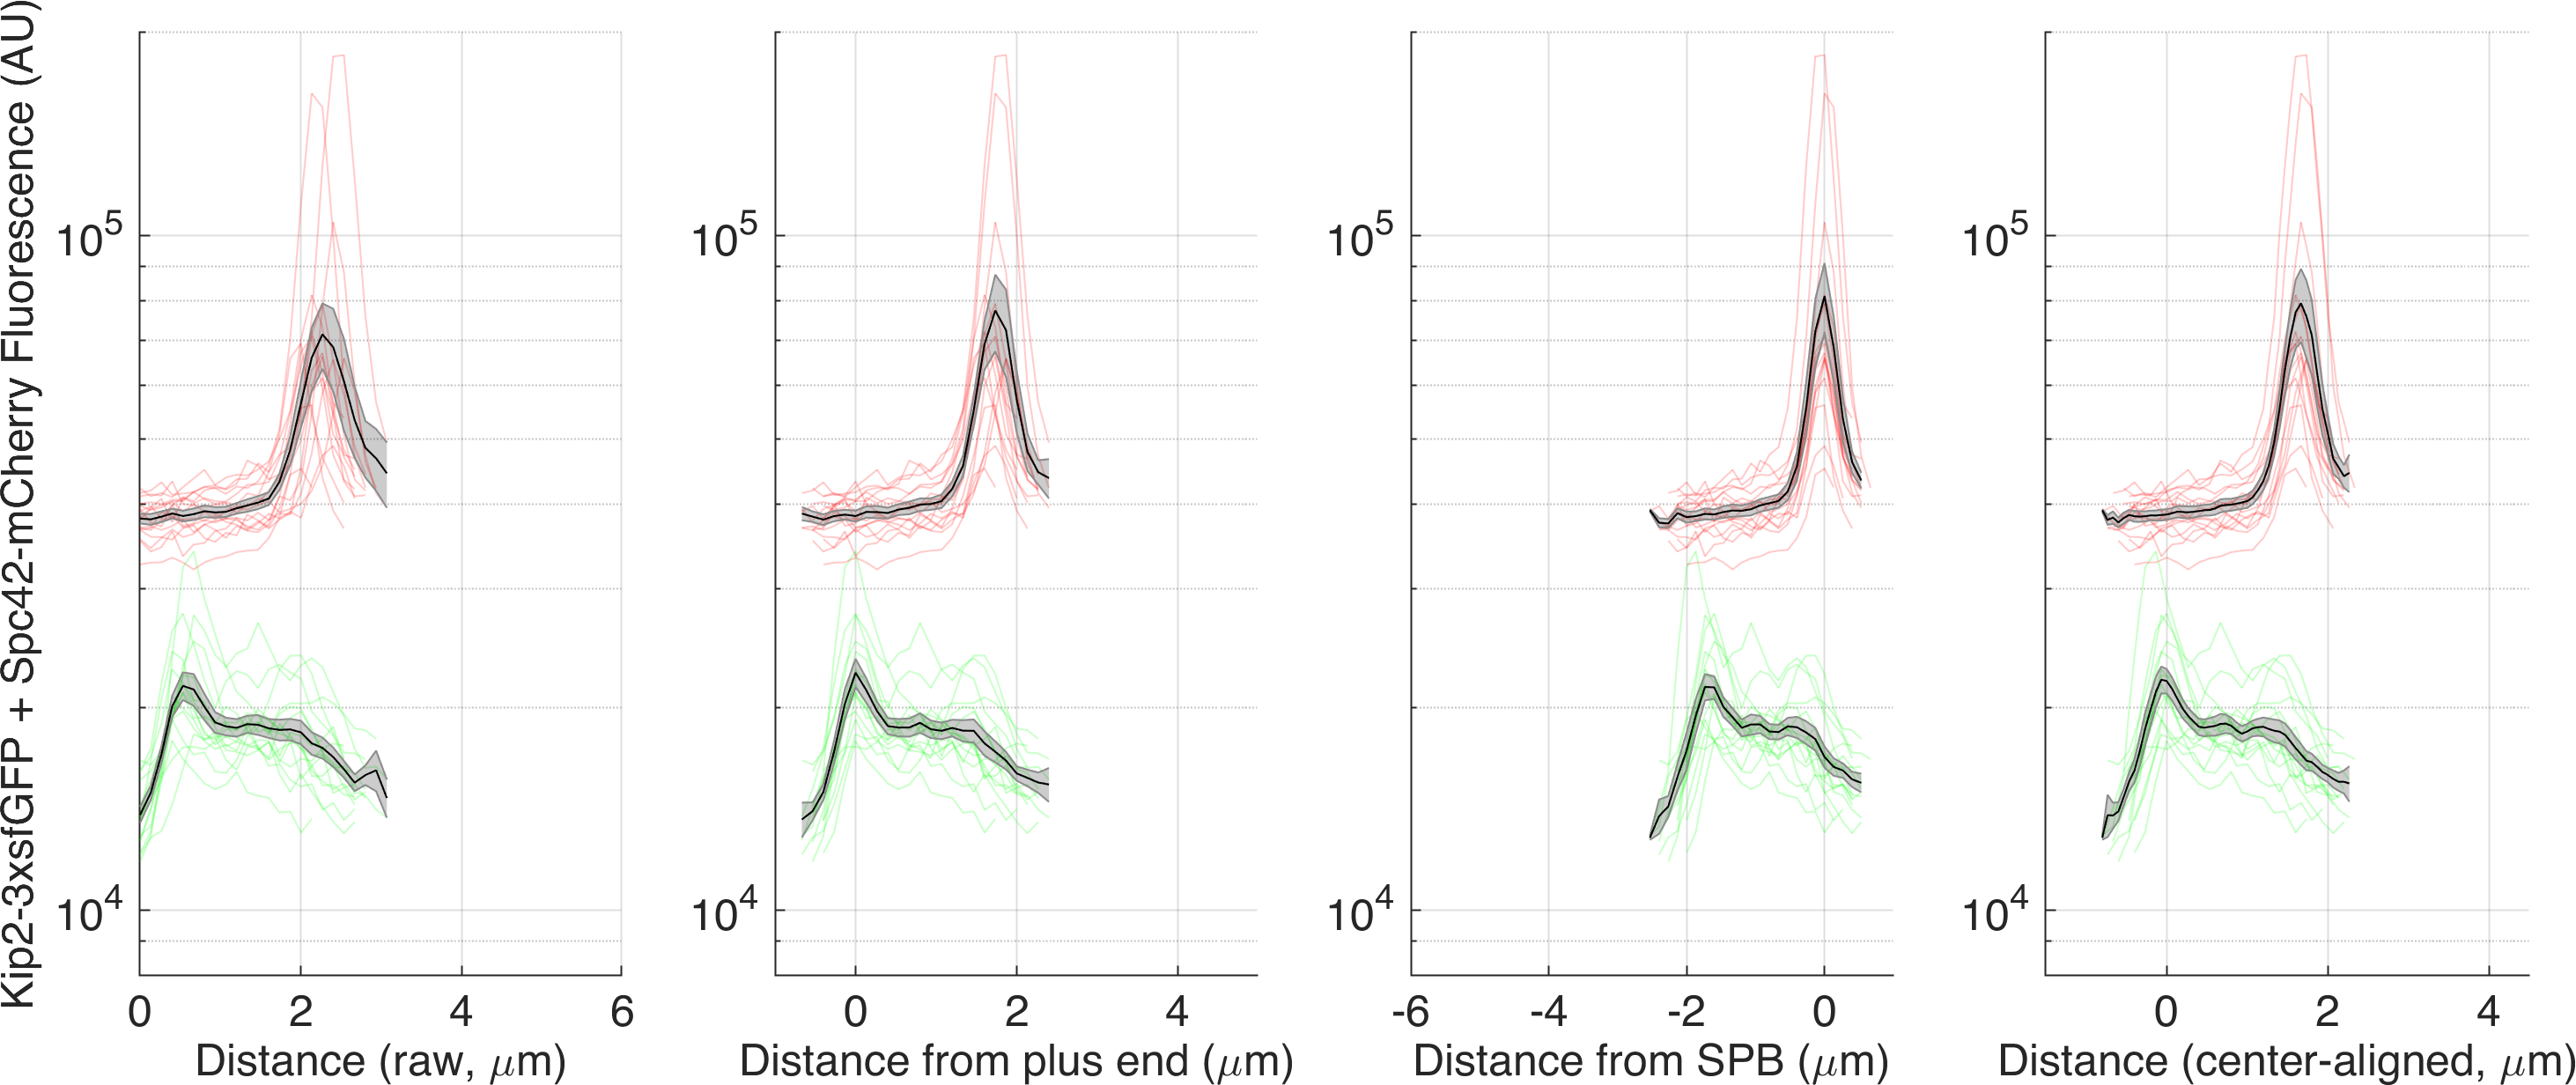 Kip2-3xsfGFP + Spc42-mCherry Fluorescence (AU)
10^5
10^4
0 2 4 6
Distance (raw, μm)
10^5
10^4
0 2 4
Distance from plus end (μm)
10^5
10^4
-6 -4 -2 0
Distance from SPB (μm)
10^5
10^4
0 2 4
Distance (center-aligned, μm)